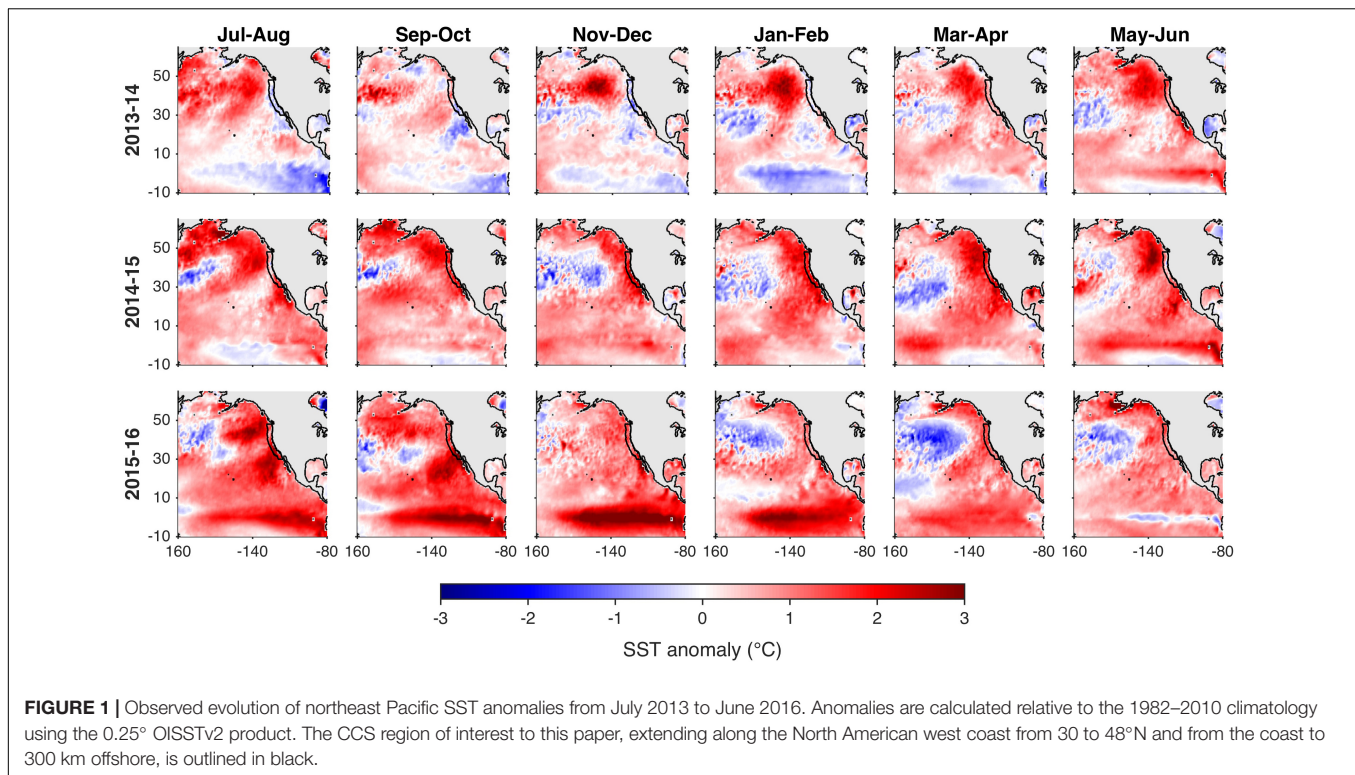 Jul-Aug Sep-Oct Nov-Dec Jan-Feb Mar-Apr May-Jun
2013-14
50
30
10
-10
2014-15
50
30
10
-10
2015-16
50
30
10
-10
160 -140 -80 160 -140 -80 160 -140 -80 160 -140 -80 160 -140 -80 160 -140 -80
-3 -2 -1 0 1 2 3
SST anomaly (°C)
FIGURE 1 | Observed evolution of northeast Pacific SST anomalies from July 2013 to June 2016. Anomalies are calculated relative to the 1982–2010 climatology
using the 0.25° OISSTv2 product. The CCS region of interest to this paper, extending along the North American west coast from 30 to 48°N and from the coast to
300 km offshore, is outlined in black.